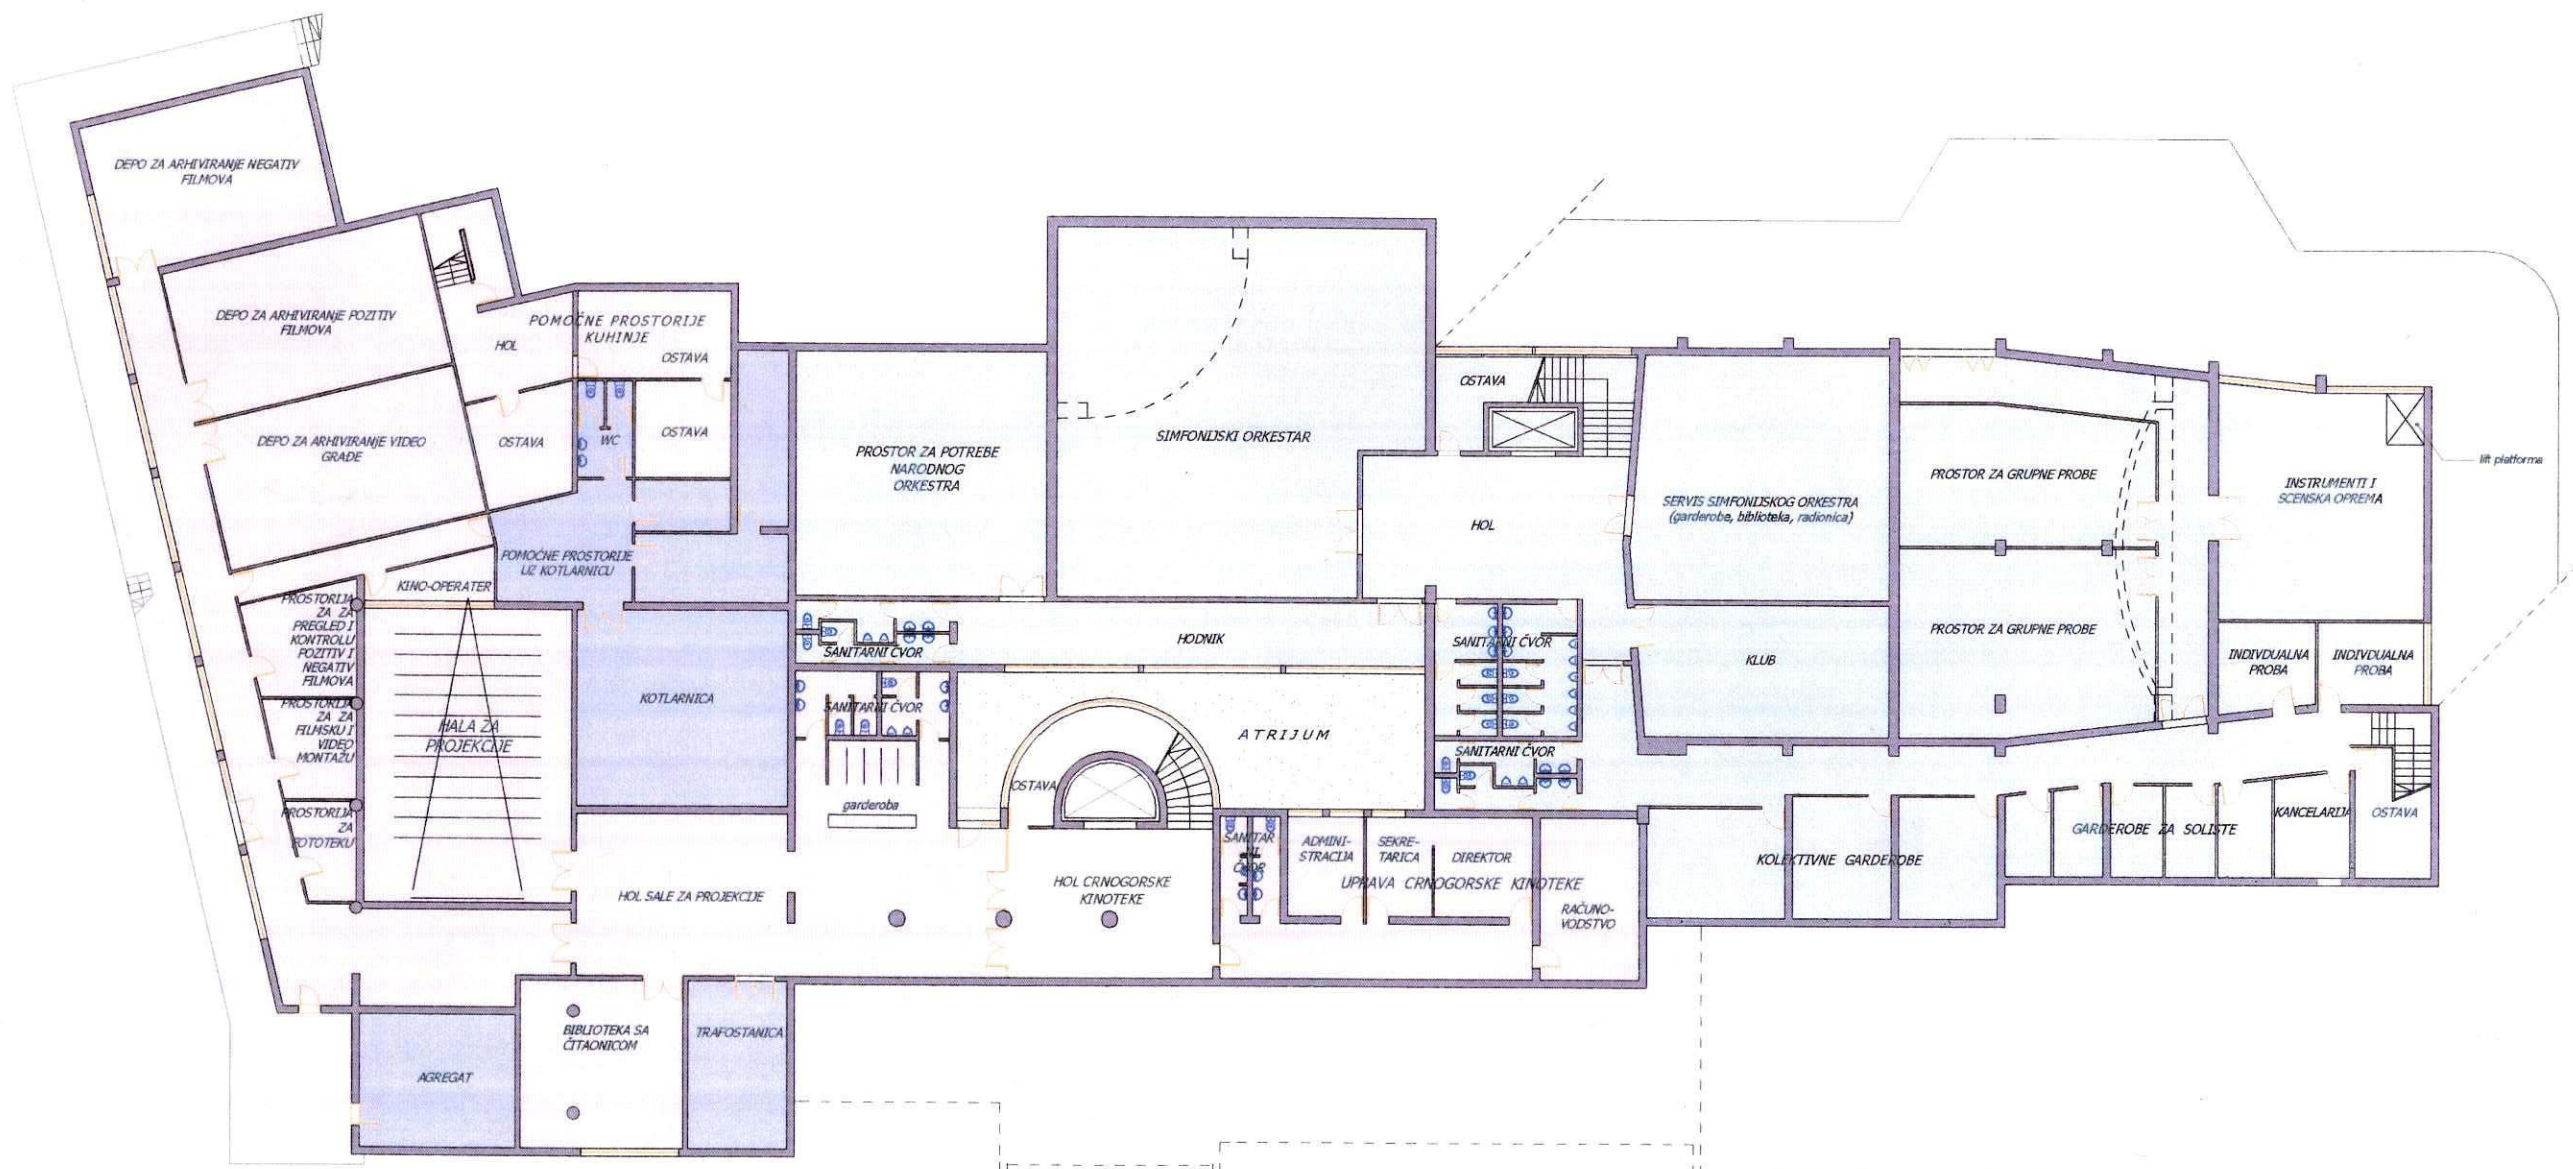 DEPO ZA ARHIVIRANJE NEGATIV
FILMOVA
DEPO ZA ARHIVIRANJE POZITIV
FILMOVA
HOL
POMOĆNE PROSTORIJE
KUHINJE
OSTAVA
DEPO ZA ARHIVIRANJE VIDEO
GRAĐE
OSTAVA
WC
OSTAVA
POMOĆNE PROSTORIJE
UZ KOTLARNICU
KINO-OPERATER
PROSTORIJA
ZA ZA
PREGLED I
KONTROLU
POZITIV I
NEGATIV
FILMOVA
PROSTORIJA
ZA ZA
FILMSKU I
VIDEO
MONTAŽU
PROSTORIJA
ZA
FOTOTEKU
HALA ZA
PROJEKCIJE
KOTLARNICA
HOL SALE ZA PROJEKCIJE
AGREGAT
BIBLIOTEKA SA
ČITAONICOM
TRAFOSTANICA
PROSTOR ZA POTREBE
NARODNOG
ORKESTRA
SIMFONIJSKI ORKESTAR
SANITARNI ČVOR
HODNIK
SANITARNI ČVOR
garderoba
OSTAVA
ATRIJUM
HOL CRNOGORSKE
KINOTEKE
SANITAR
NI
ČVOR
ADMINI-
STRACIJA
SEKRE-
TARICA
DIREKTOR
UPRAVA CRNOGORSKE KINOTEKE
RAČUNO-
VODSTVO
OSTAVA
HOL
SANITARNI ČVOR
SANITARNI ČVOR
SERVIS SIMFONIJSKOG ORKESTRA
(garderobe, biblioteka, radionica)
KLUB
PROSTOR ZA GRUPNE PROBE
PROSTOR ZA GRUPNE PROBE
INSTRUMENTI I
SCENSKA OPREMA
lift platforma
INDIVDUALNA
PROBA
INDIVDUALNA
PROBA
KOLEKTIVNE GARDEROBE
GARDEROBE ZA SOLISTE
KANCELARIJA
OSTAVA